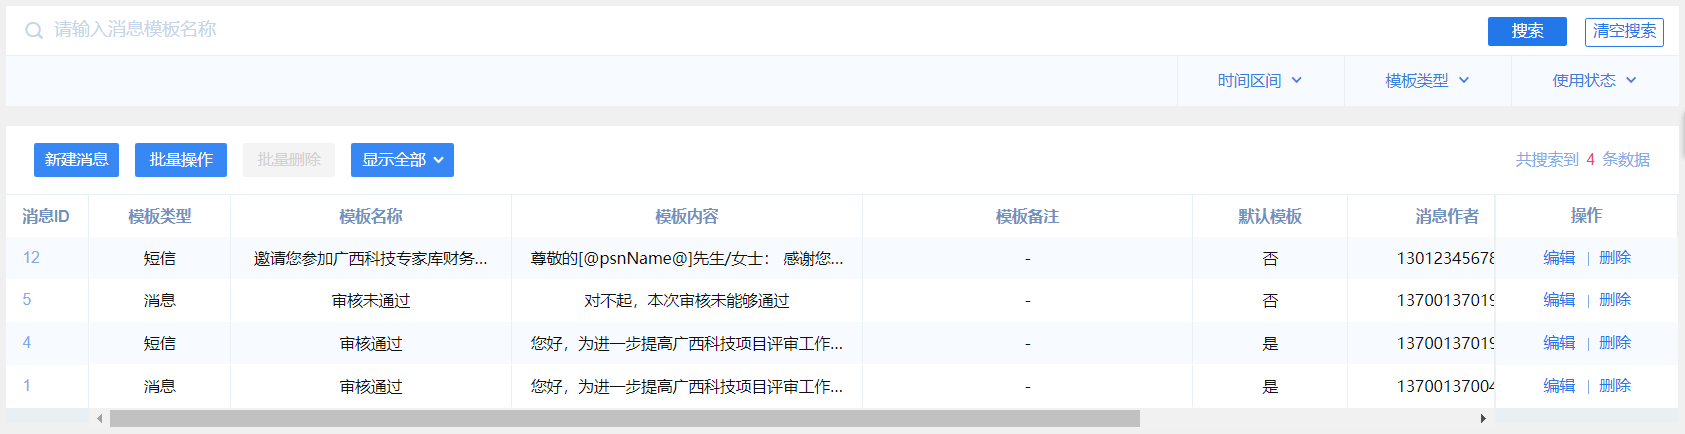 请输入消息模板名称 搜索 清空搜索
时间区间 模板类型 使用状态
新建消息 批量操作 批量删除 显示全部 共搜索到 4 条数据
消息ID 模板类型 模板名称 模板内容 模板备注 默认模板 消息作者 操作
12 短信 邀请您参加广西科技专家库财务... 尊敬的[@psnName@]先生/女士： 感谢您... - 否 13012345678 编辑 | 删除
5 消息 审核未通过 对不起，本次审核未能够通过 - 否 13700137019 编辑 | 删除
4 短信 审核通过 您好，为进一步提高广西科技项目评审工作... - 是 13700137019 编辑 | 删除
1 消息 审核通过 您好，为进一步提高广西科技项目评审工作... - 是 13700137004 编辑 | 删除